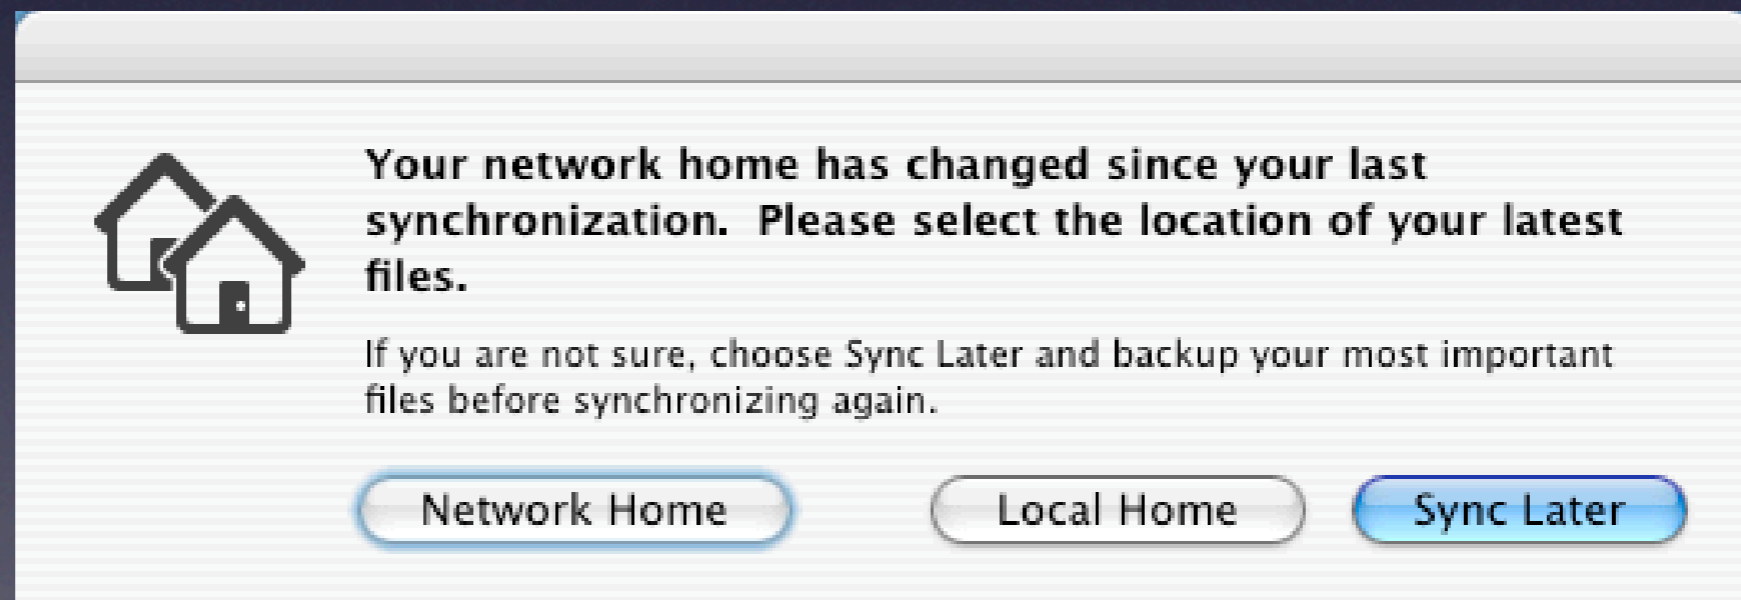 Your network home has changed since your last
synchronization.  Please select the location of your latest
files.
If you are not sure, choose Sync Later and backup your most important
files before synchronizing again.
Network Home Local Home Sync Later